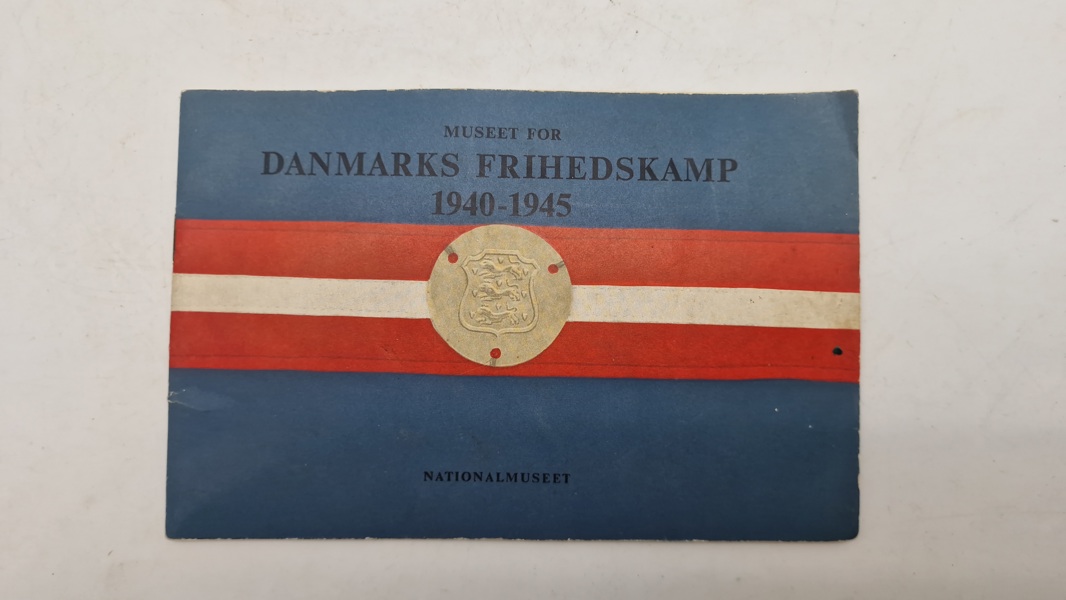 MUSEET FOR
DANMARKS FRIHEDSKAMP
1940-1945
NATIONALMUSEET